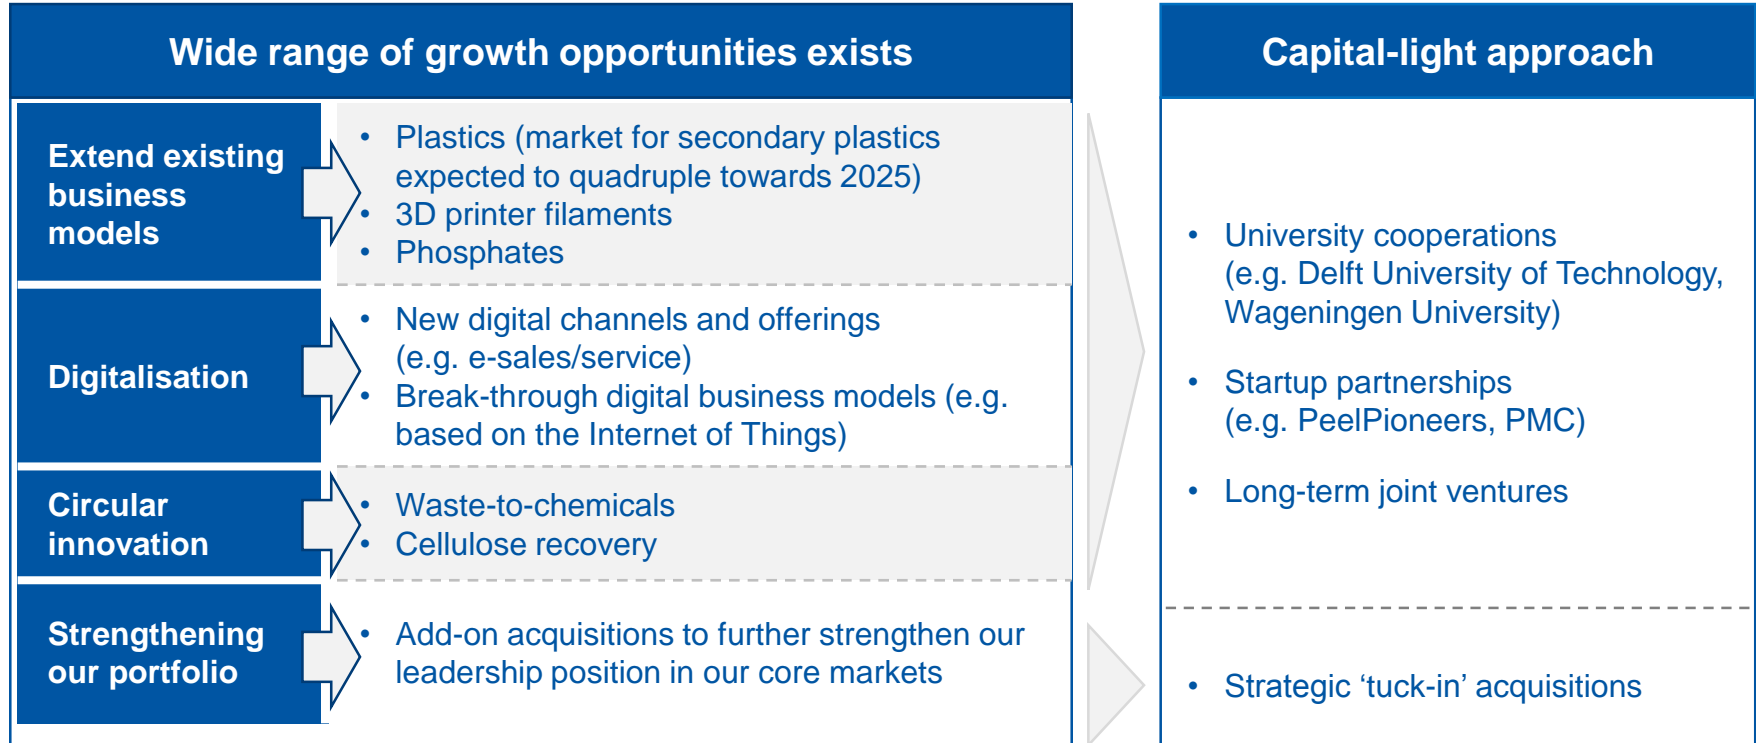 Wide range of growth opportunities exists
Extend existing
business
models
• Plastics (market for secondary plastics
expected to quadruple towards 2025)
• 3D printer filaments
• Phosphates
Digitalisation
• New digital channels and offerings
(e.g. e-sales/service)
• Break-through digital business models (e.g.
based on the Internet of Things)
Circular
innovation
• Waste-to-chemicals
• Cellulose recovery
Strengthening
our portfolio
• Add-on acquisitions to further strengthen our
leadership position in our core markets
Capital-light approach
• University cooperations
(e.g. Delft University of Technology,
Wageningen University)
• Startup partnerships
(e.g. PeelPioneers, PMC)
• Long-term joint ventures
• Strategic ‘tuck-in’ acquisitions